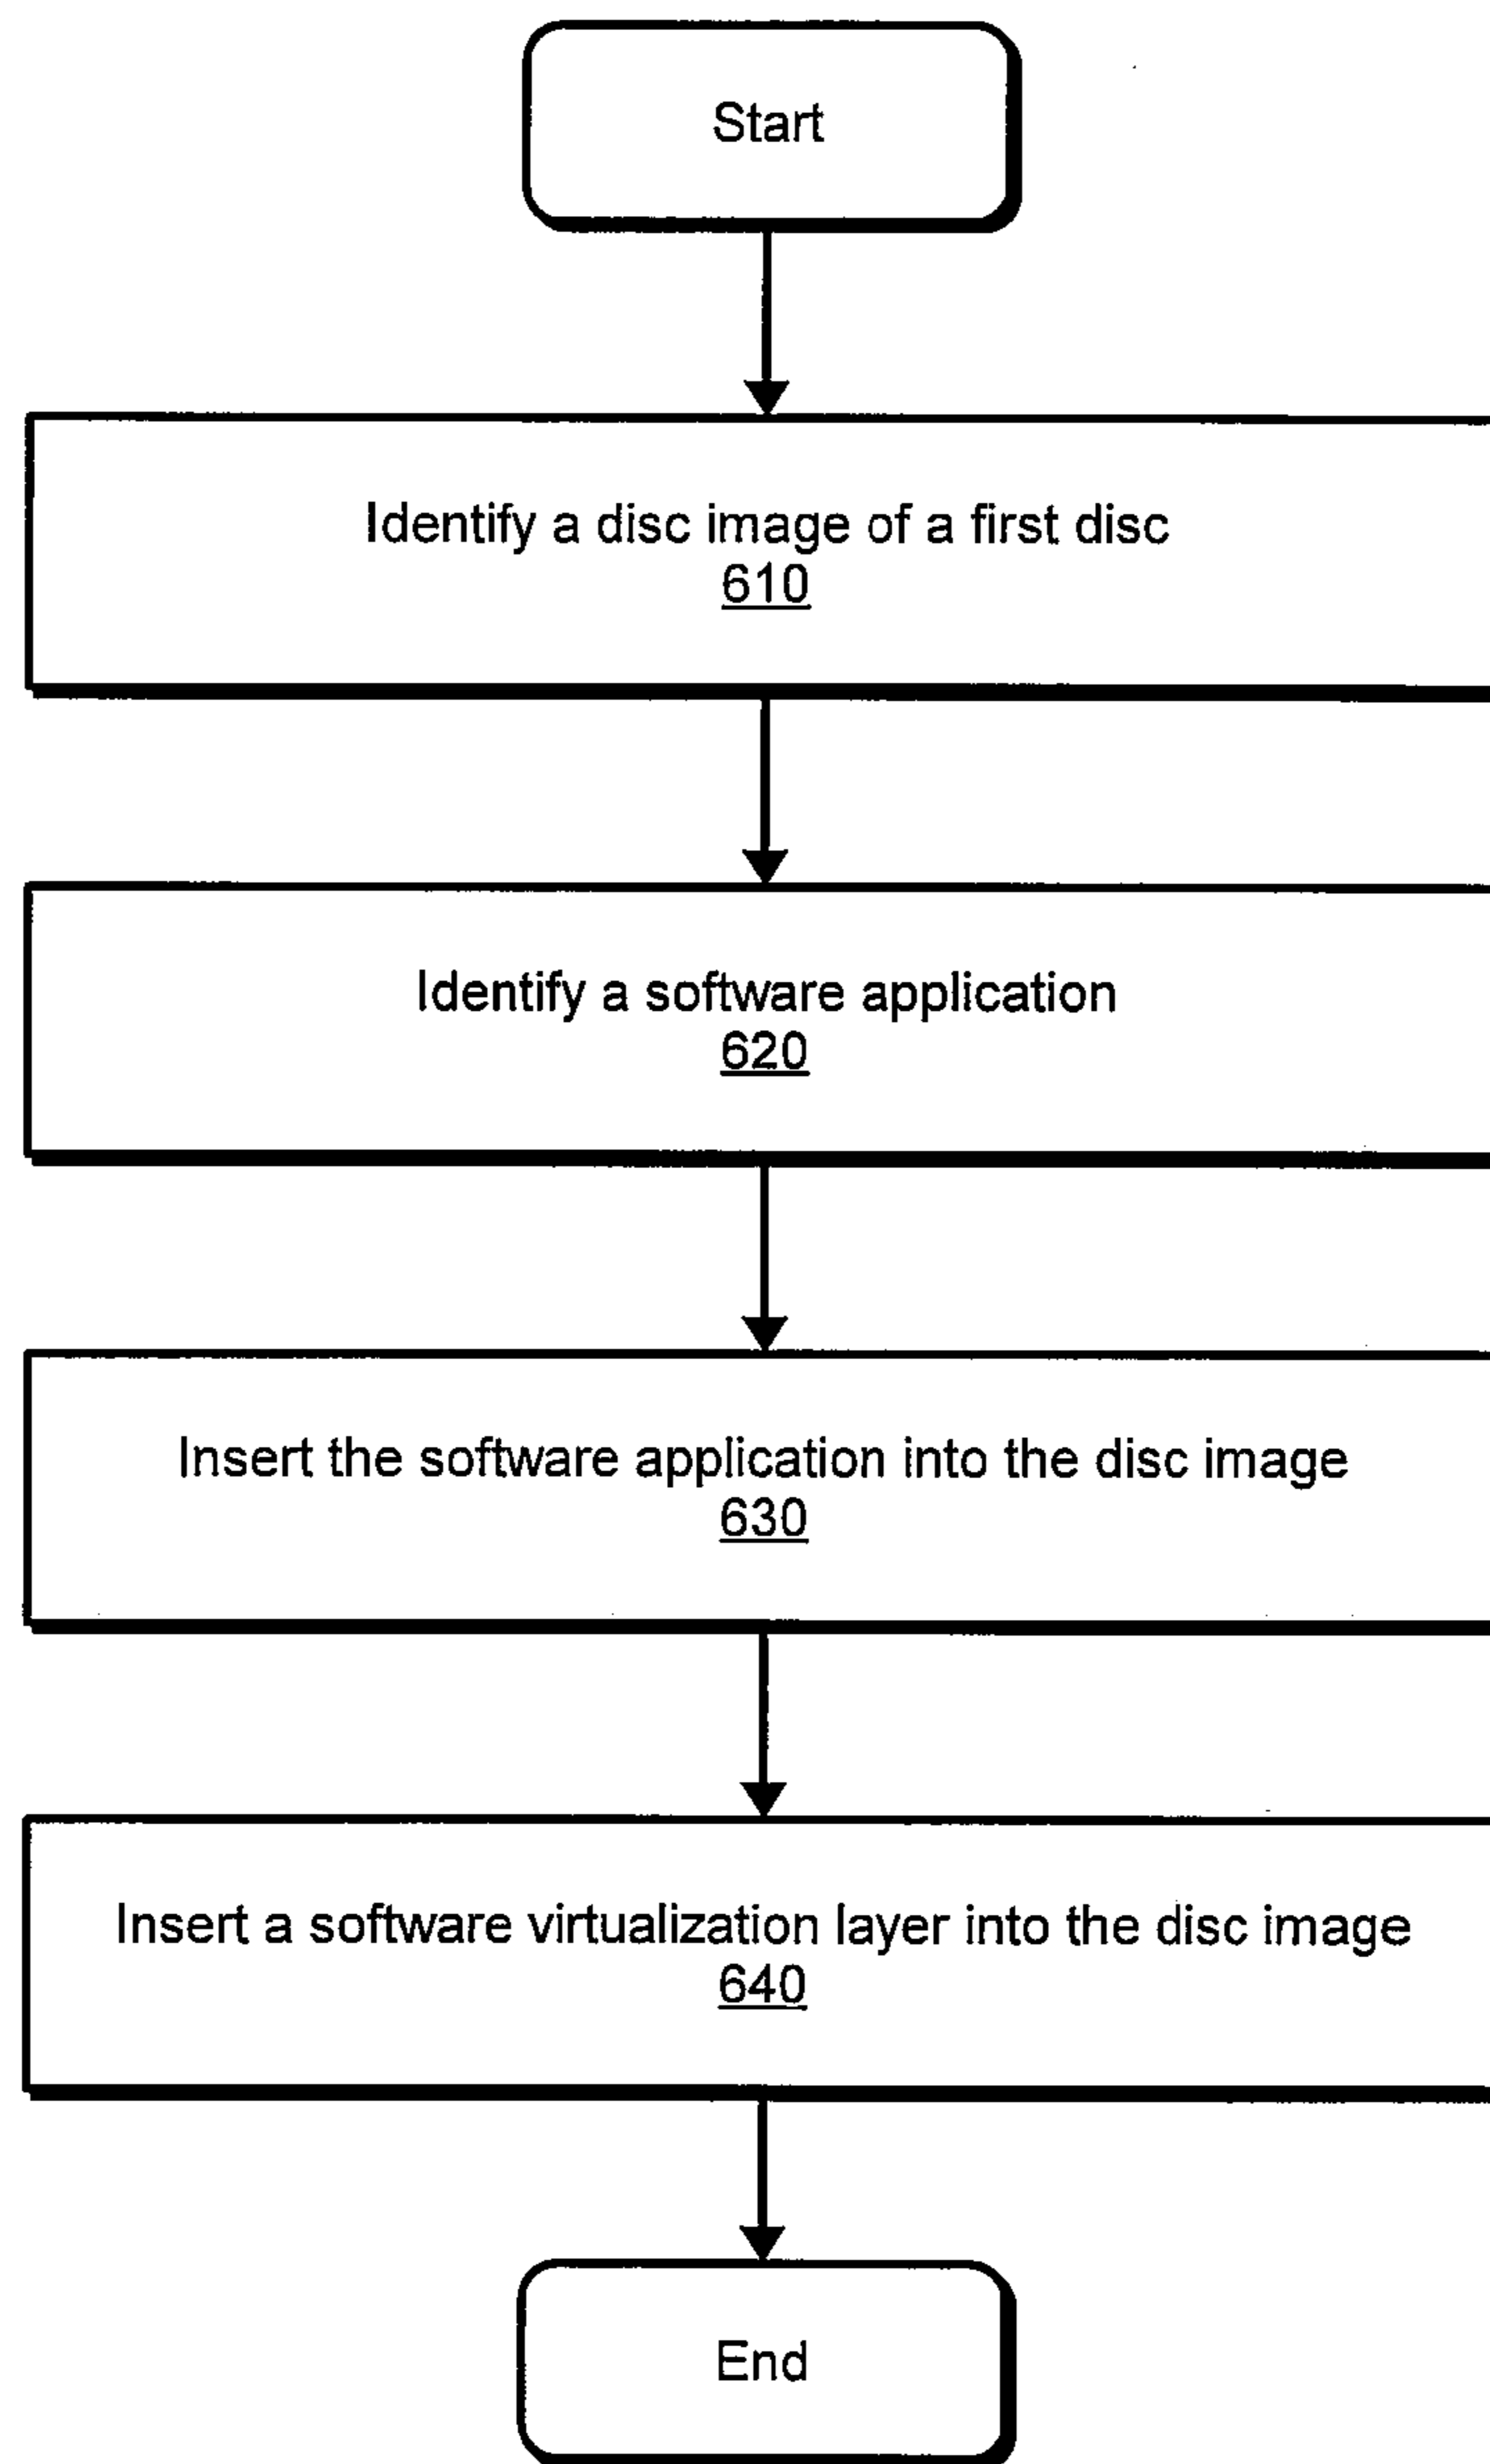 Start
Identify a disc image of a first disc
610
Identify a software application
620
Insert the software application into the disc image
630
Insert a software virtualization layer into the disc image
640
End